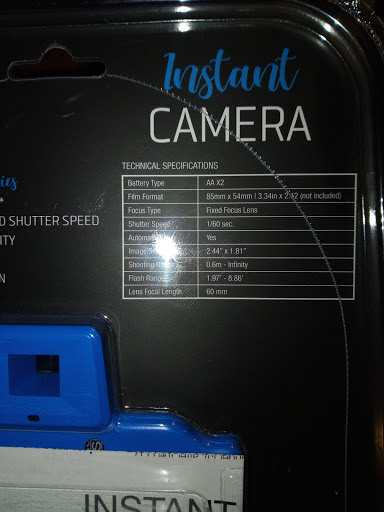 Instant
CAMERA
TECHNICAL SPECIFICATIONS
Battery Type AA X2
Film Format 85mm x 54mm | 3.34in x 2.12 (not included)
Focus Type Fixed Focus Lens
Shutter Speed 1/60 sec.
Yes
Image 2.44" x 1.81"
Shooting 0.6m - Infinity
Flash Range 1.97' - 8.86'
Lens Focal Length 60 mm
*
SHUTTER SPEED
INSTANT